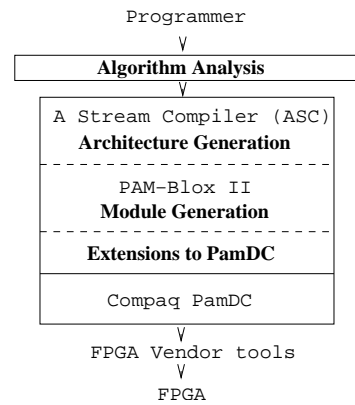 Programmer
Algorithm Analysis
A Stream Compiler (ASC)
Architecture Generation
PAM-Blox II
Module Generation
Extensions to PamDC
Compaq PamDC
FPGA Vendor tools
FPGA